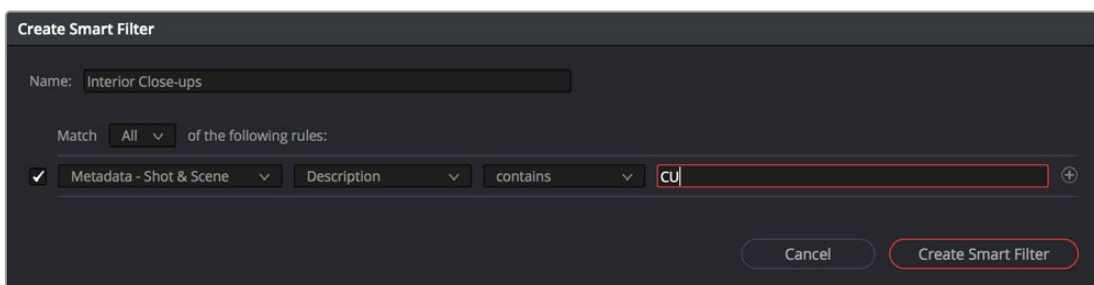 Create Smart Filter
Name: Interior Close-ups
Match All of the following rules:
Metadata - Shot & Scene Description contains CU
Cancel Create Smart Filter